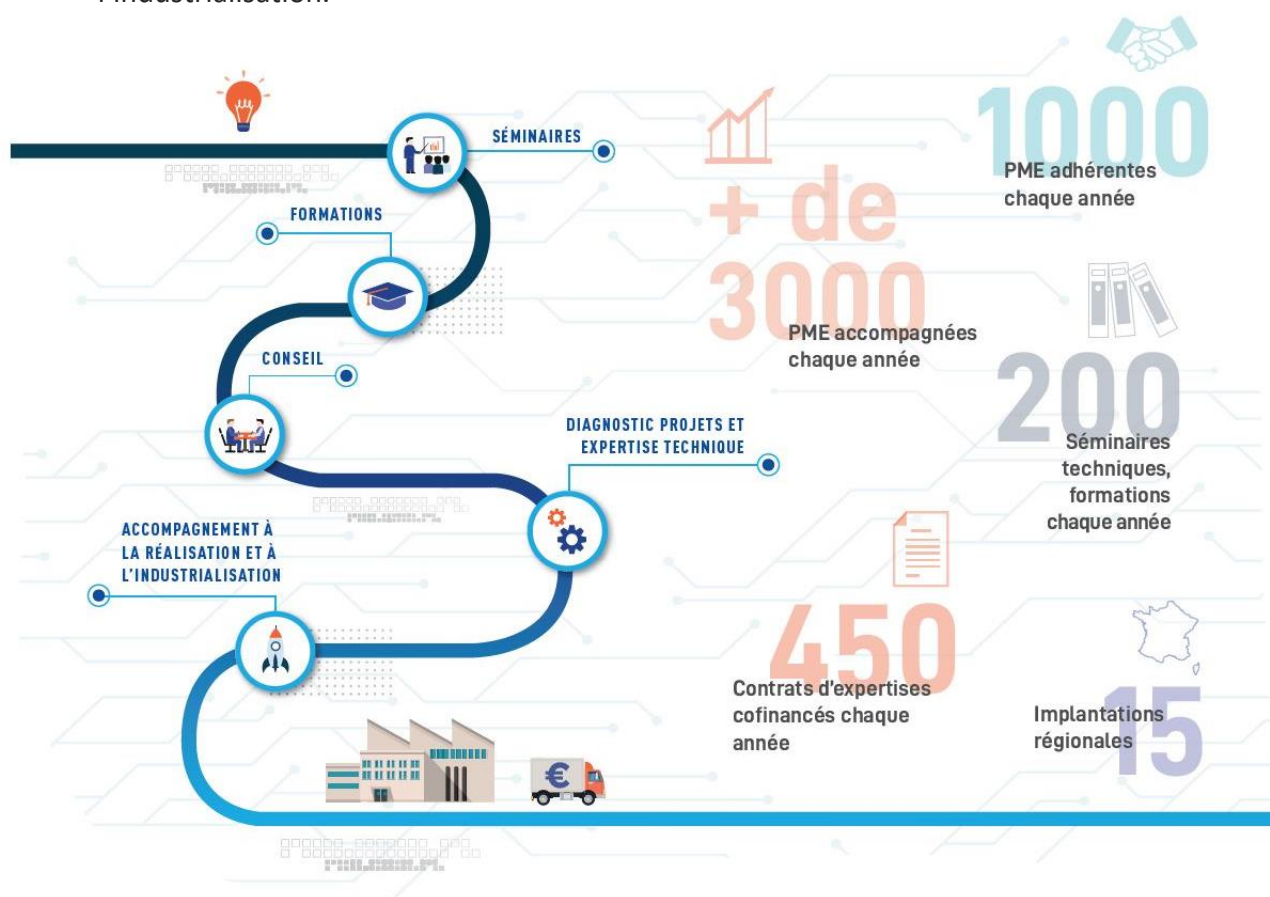 l'industrialisation.
SÉMINAIRES
FORMATIONS
CONSEIL
DIAGNOSTIC PROJETS ET
EXPERTISE TECHNIQUE
ACCOMPAGNEMENT À
LA RÉALISATION ET À
L'INDUSTRIALISATION
€
1000
PME adhérentes
chaque année
+ de
3000
PME accompagnées
chaque année
200
Séminaires
techniques,
formations
chaque année
450
Contrats d'expertises
cofinancés chaque
année
15
Implantations
régionales